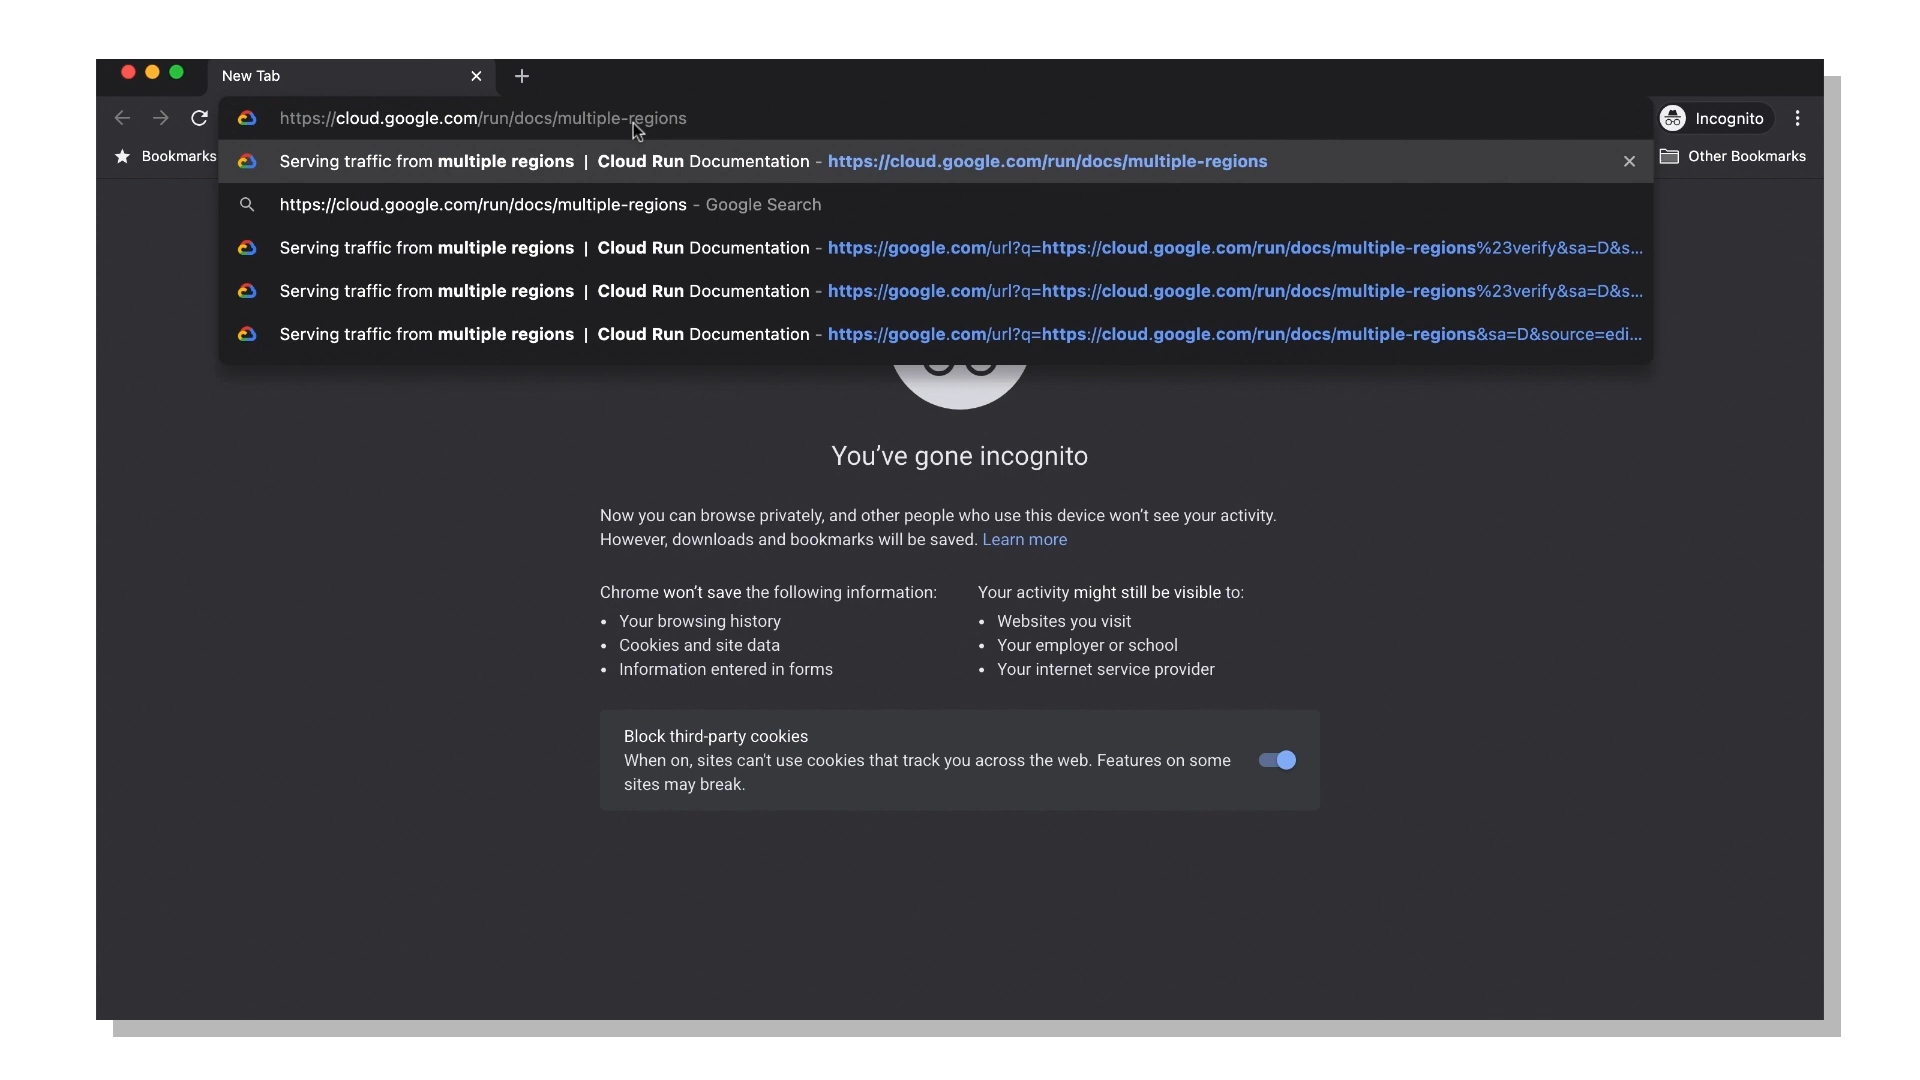 New Tab
https://cloud.google.com/run/docs/multiple-regions
Incognito
Bookmarks
Other Bookmarks
Serving traffic from multiple regions | Cloud Run Documentation - https://cloud.google.com/run/docs/multiple-regions
https://cloud.google.com/run/docs/multiple-regions - Google Search
Serving traffic from multiple regions | Cloud Run Documentation - https://google.com/url?q=https://cloud.google.com/run/docs/multiple-regions%23verify&sa=D&s...
Serving traffic from multiple regions | Cloud Run Documentation - https://google.com/url?q=https://cloud.google.com/run/docs/multiple-regions%23verify&sa=D&s...
Serving traffic from multiple regions | Cloud Run Documentation - https://google.com/url?q=https://cloud.google.com/run/docs/multiple-regions&sa=D&source=edi...
You've gone incognito
Now you can browse privately, and other people who use this device won't see your activity.
However, downloads and bookmarks will be saved. Learn more
Chrome won't save the following information:
• Your browsing history
• Cookies and site data
• Information entered in forms
Your activity might still be visible to:
• Websites you visit
• Your employer or school
• Your internet service provider
Block third-party cookies
When on, sites can't use cookies that track you across the web. Features on some
sites may break.